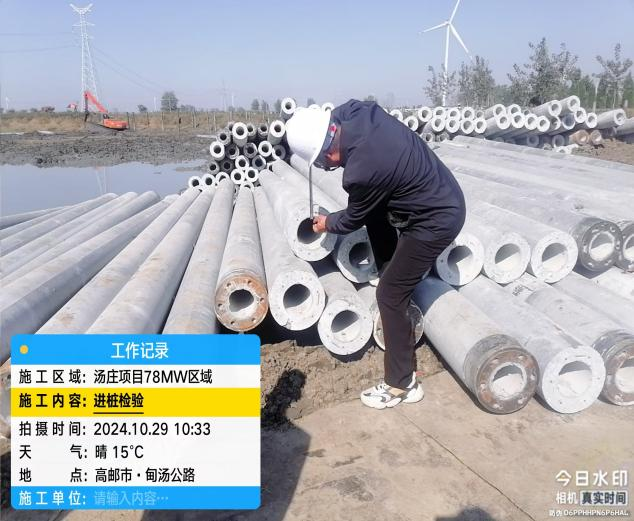 工作记录
施工区域：汤庄项目78MW区域
施工内容：进桩检验
拍摄时间：2024.10.29 10:33
天气：晴 15℃
地点：高邮市·甸汤公路
施工单位：请输入内容…
今日水印
相机 真实时间
防伪 D6PPHHPN6P6HAL